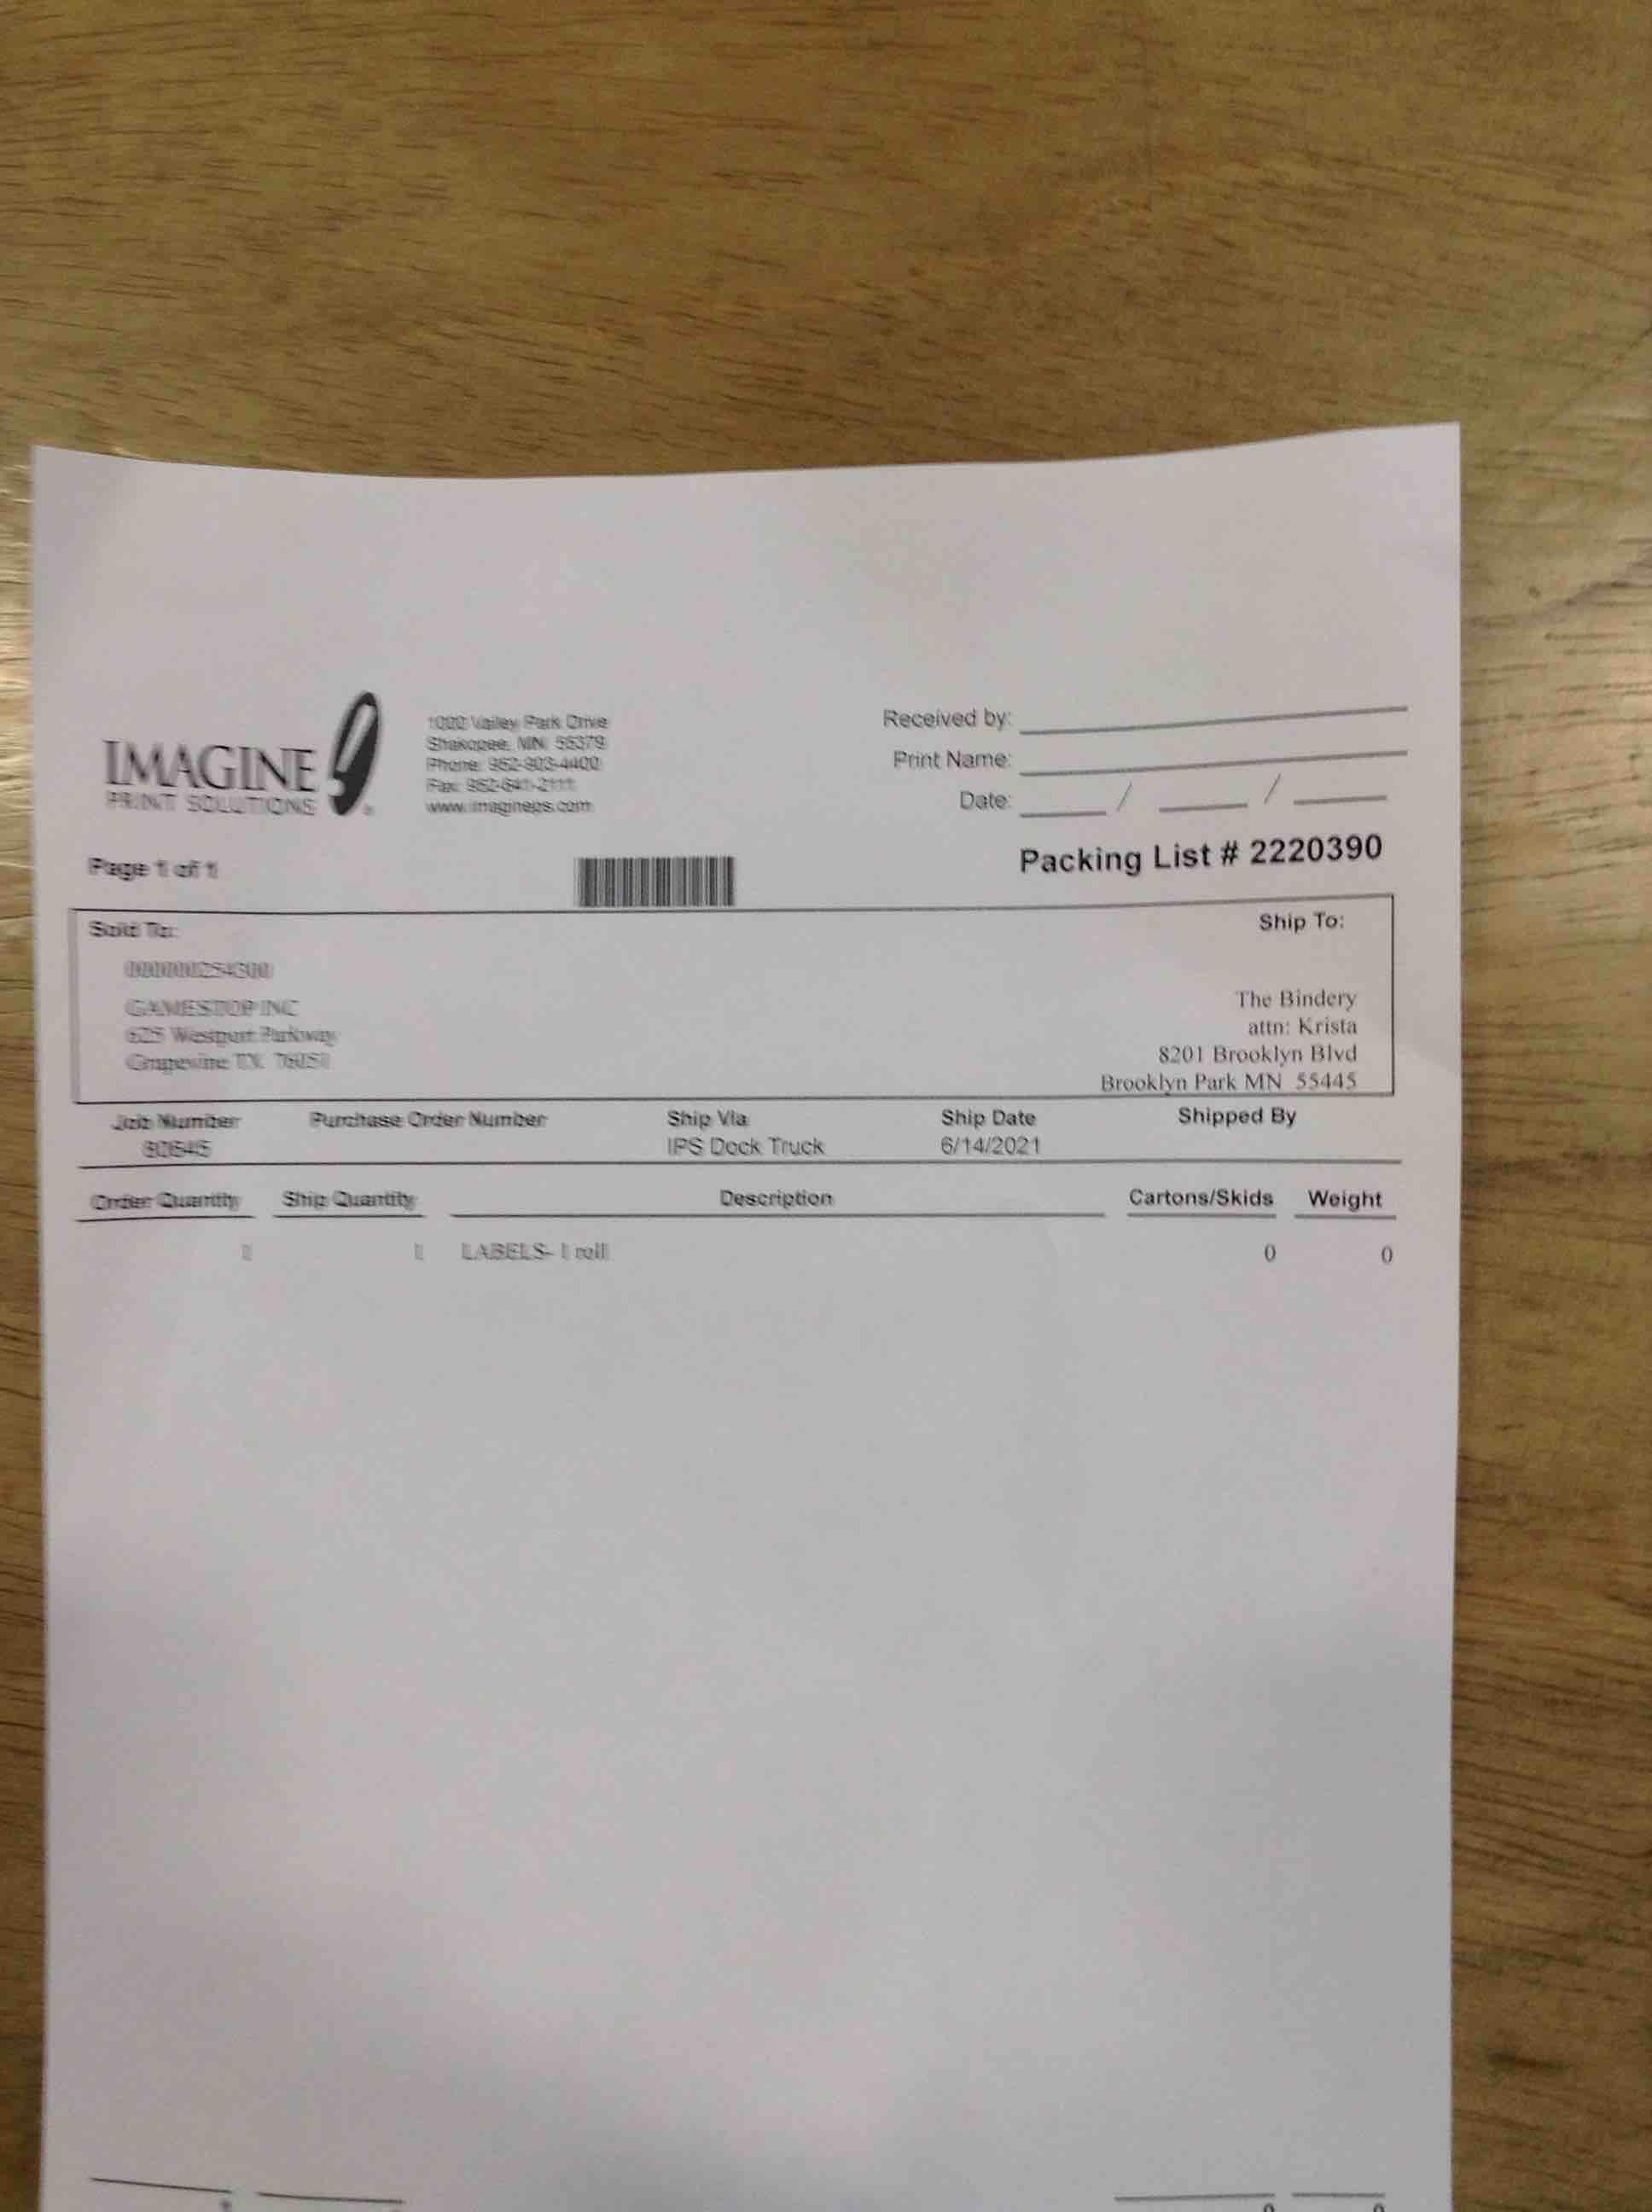 IMAGINE
PRINT SOLUTIONS
1000 Valley Park Drive
Shakopee, MN 55379
Phone: 952-903-4400
Fax: 952-641-2111
www.imagineps.com
Received by:
Print Name:
Date: / /
Page 1 of 1
Packing List # 2220390
Sold To:
Ship To:
GAMESTOP INC
625 Westport Parkway
Grapevine TX 76051
The Bindery
attn: Krista
8201 Brooklyn Blvd
Brooklyn Park MN 55445
Job Number Purchase Order Number Ship Via Ship Date Shipped By
IPS Dock Truck 6/14/2021
Order Quantity Ship Quantity Description Cartons/Skids Weight
1 1 LABELS- 1 roll 0 0